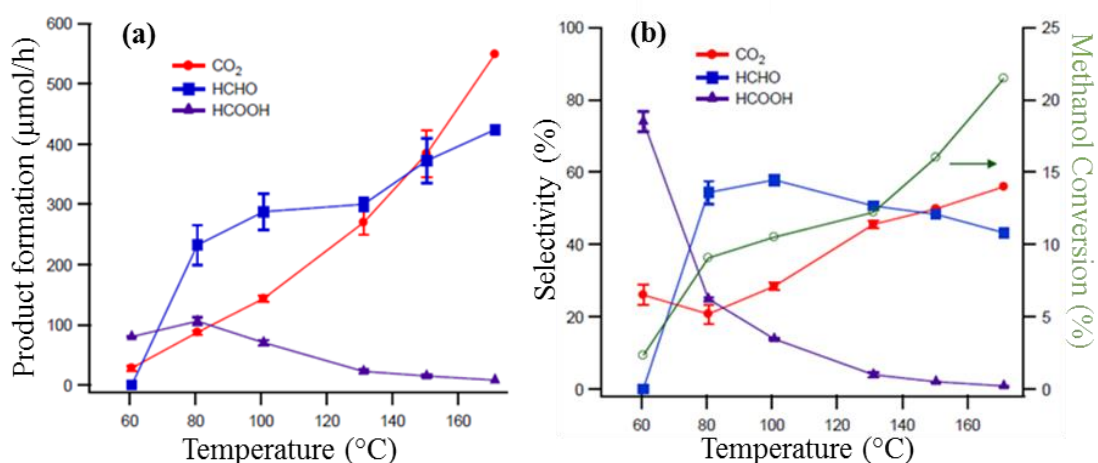 (a)
CO2
HCHO
HCOOH
Product formation (µmol/h)
600
500
400
300
200
100
0
60
80
100
120
140
160
Temperature (°C)
(b)
CO2
HCHO
HCOOH
Selectivity (%)
100
80
60
40
20
0
25
20
15
10
5
0
Methanol Conversion (%)
60
80
100
120
140
160
Temperature (°C)